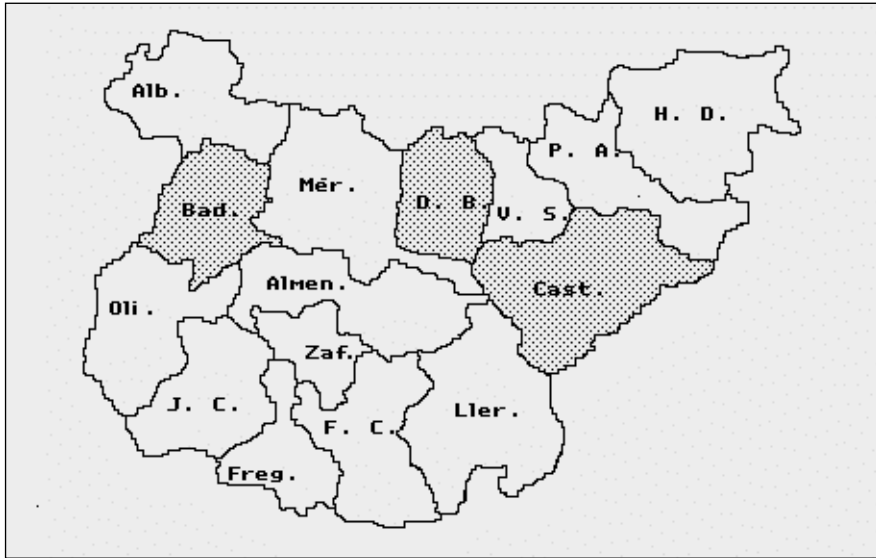 Alb.
H. D.
P. A.
Mér.
Bad.
D. B.
V. S.
Almen.
Cast.
Oli.
Zaf.
J. C.
F. C.
Ller.
Freg.